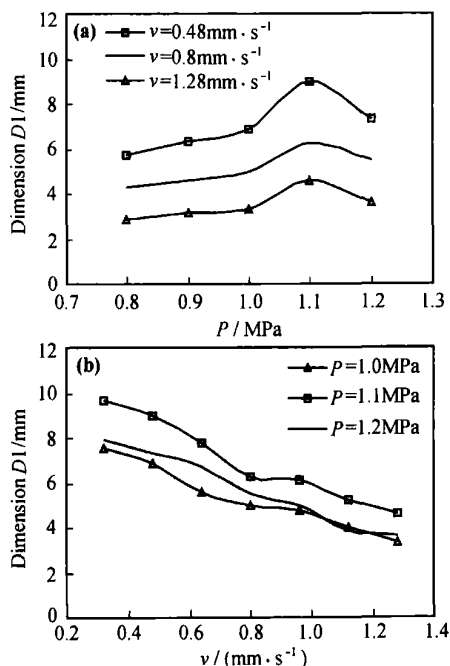 (a)
v=0.48mm·s⁻¹
v=0.8mm·s⁻¹
v=1.28mm·s⁻¹
Dimension D1/mm
12
10
8
6
4
2
0
0.7 0.8 0.9 1.0 1.1 1.2 1.3
P / MPa
(b)
P=1.0MPa
P=1.1MPa
P=1.2MPa
Dimension D1/mm
12
10
8
6
4
2
0
0.2 0.4 0.6 0.8 1.0 1.2 1.4
v / (mm·s⁻¹)